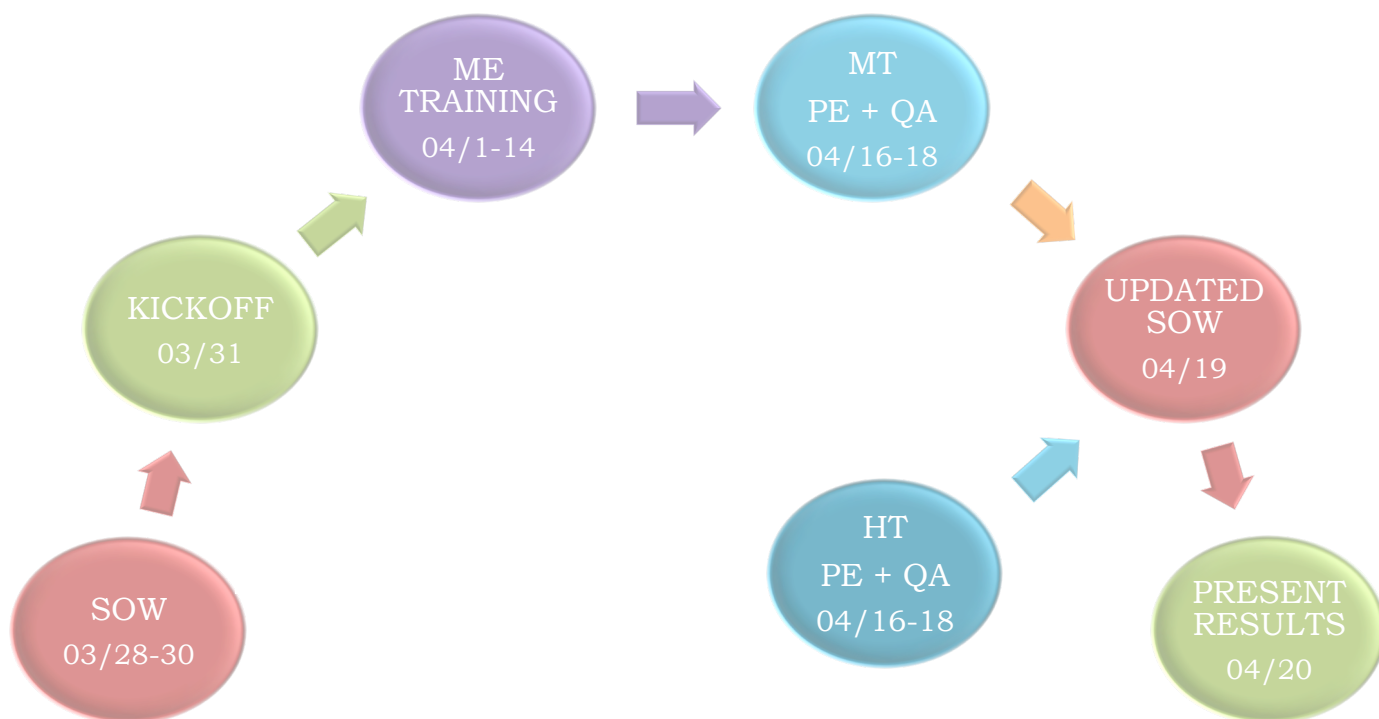 SOW
03/28-30
KICKOFF
03/31
ME
TRAINING
04/1-14
MT
PE + QA
04/16-18
HT
PE + QA
04/16-18
UPDATED
SOW
04/19
PRESENT
RESULTS
04/20